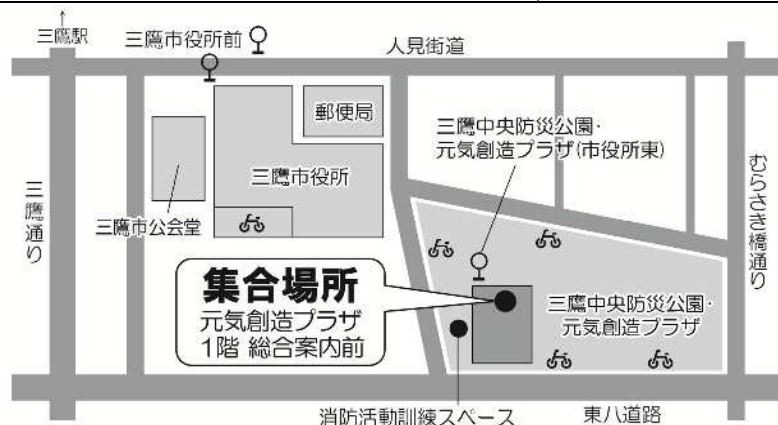 ↑
三鷹駅
三鷹市役所前
人見街道
郵便局
三鷹中央防災公園・
元気創造プラザ(市役所東)
三鷹市役所
三鷹通り
三鷹市公会堂
むらさき橋通り
集合場所
元気創造プラザ
1階 総合案内前
三鷹中央防災公園・
元気創造プラザ
消防活動訓練スペース
東八道路